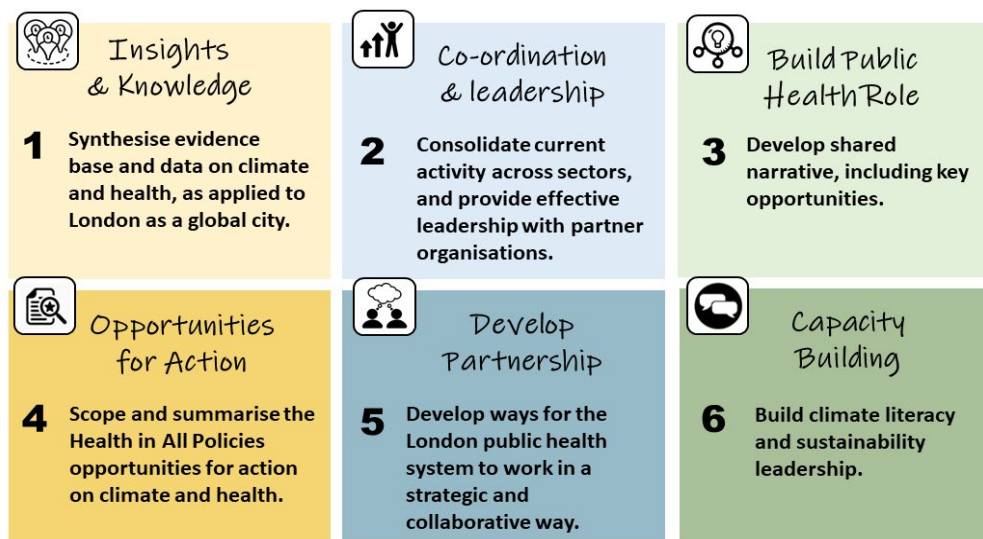 Insights
& Knowledge
1
Synthesise evidence
base and data on climate
and health, as applied to
London as a global city.
Co-ordination
& leadership
2
Consolidate current
activity across sectors,
and provide effective
leadership with partner
organisations.
Build Public
Health Role
3
Develop shared
narrative, including key
opportunities.
Opportunities
for Action
4
Scope and summarise the
Health in All Policies
opportunities for action
on climate and health.
Develop
Partnership
5
Develop ways for the
London public health
system to work in a
strategic and
collaborative way.
Capacity
Building
6
Build climate literacy
and sustainability
leadership.